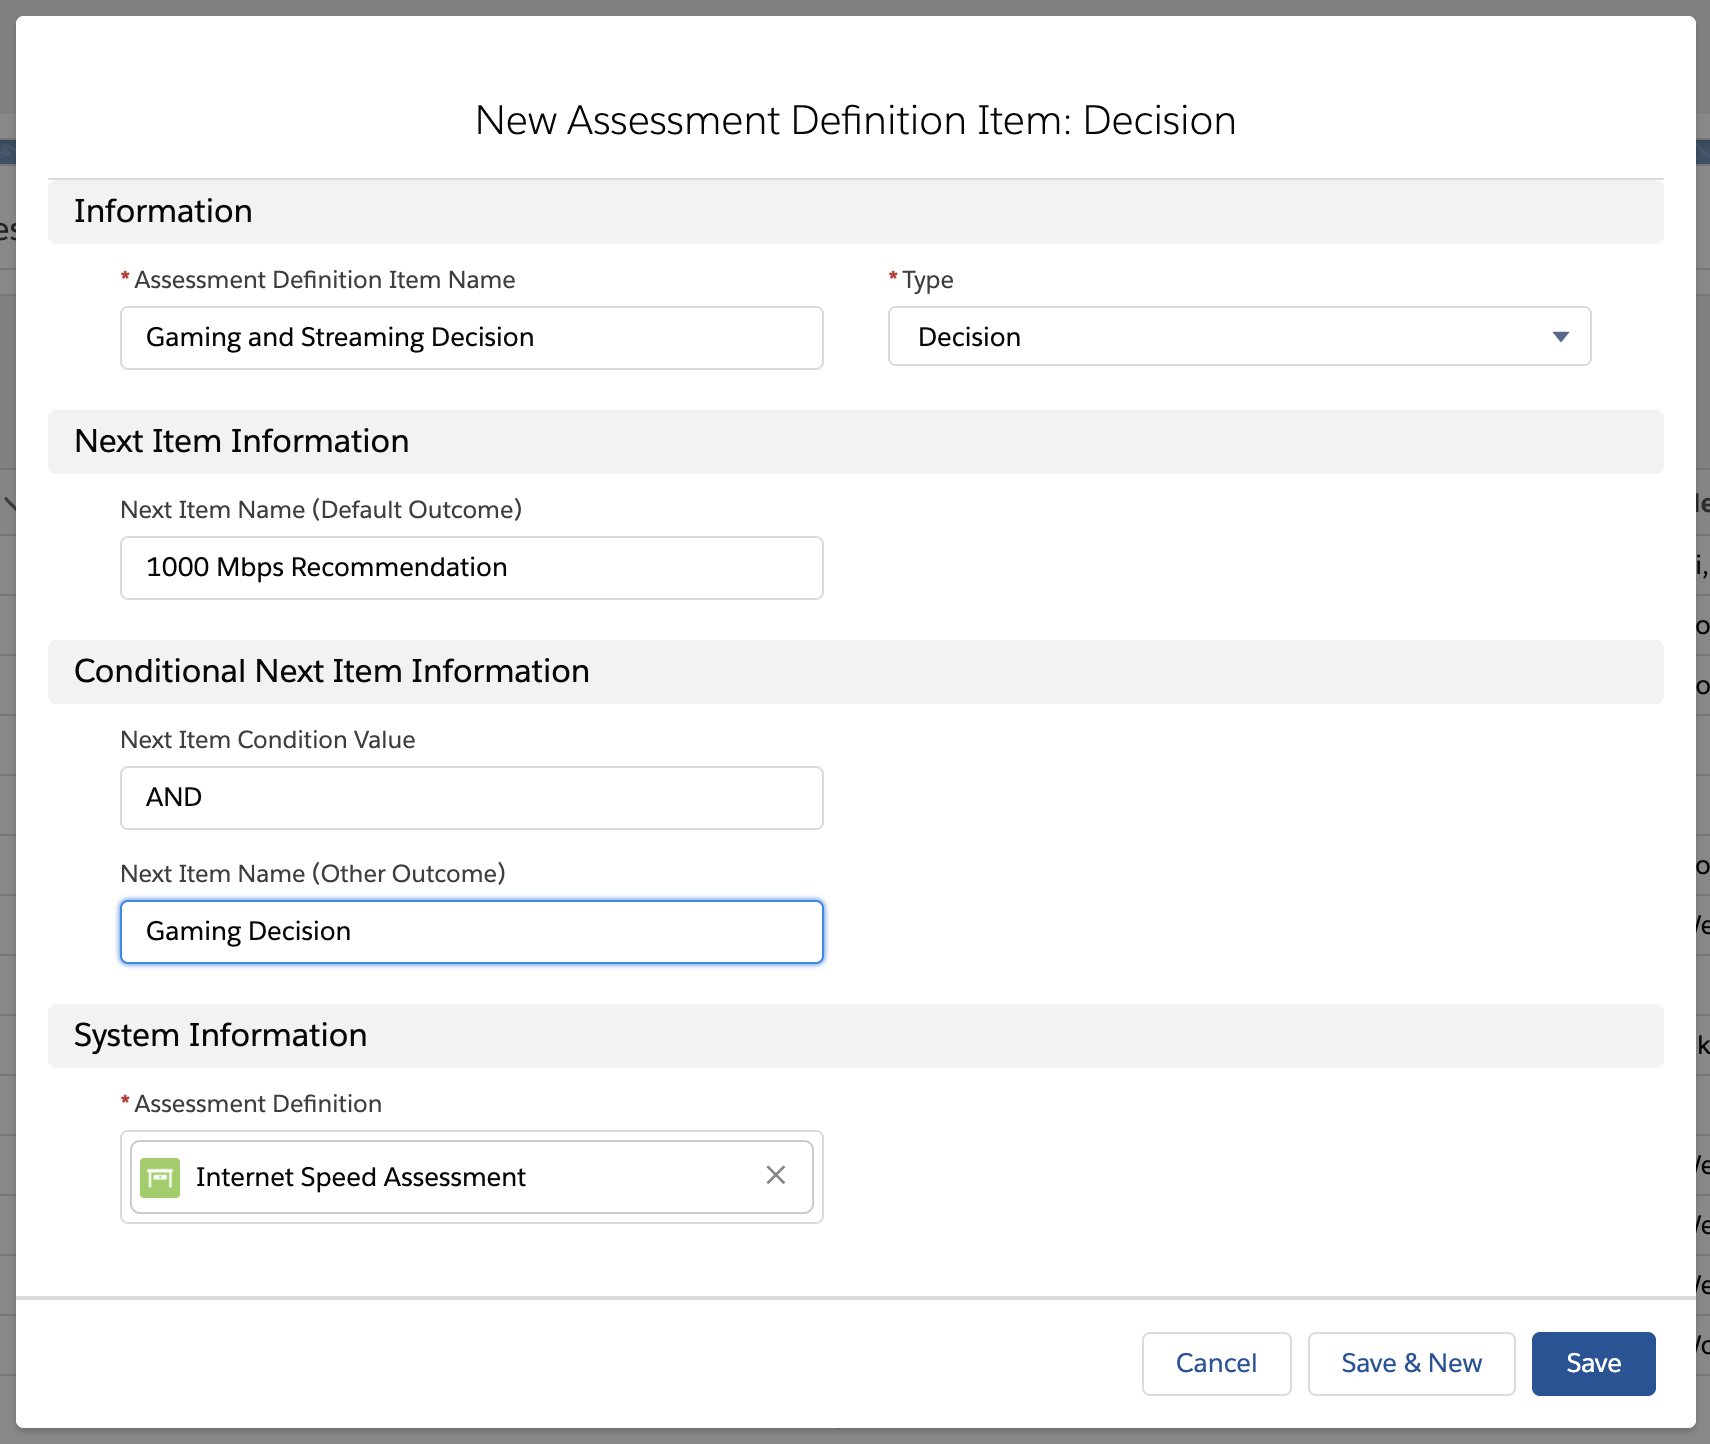 New Assessment Definition Item: Decision
Information
* Assessment Definition Item Name
Gaming and Streaming Decision
* Type
Decision
Next Item Information
Next Item Name (Default Outcome)
1000 Mbps Recommendation
Conditional Next Item Information
Next Item Condition Value
AND
Next Item Name (Other Outcome)
Gaming Decision
System Information
* Assessment Definition
Internet Speed Assessment
Cancel
Save & New
Save